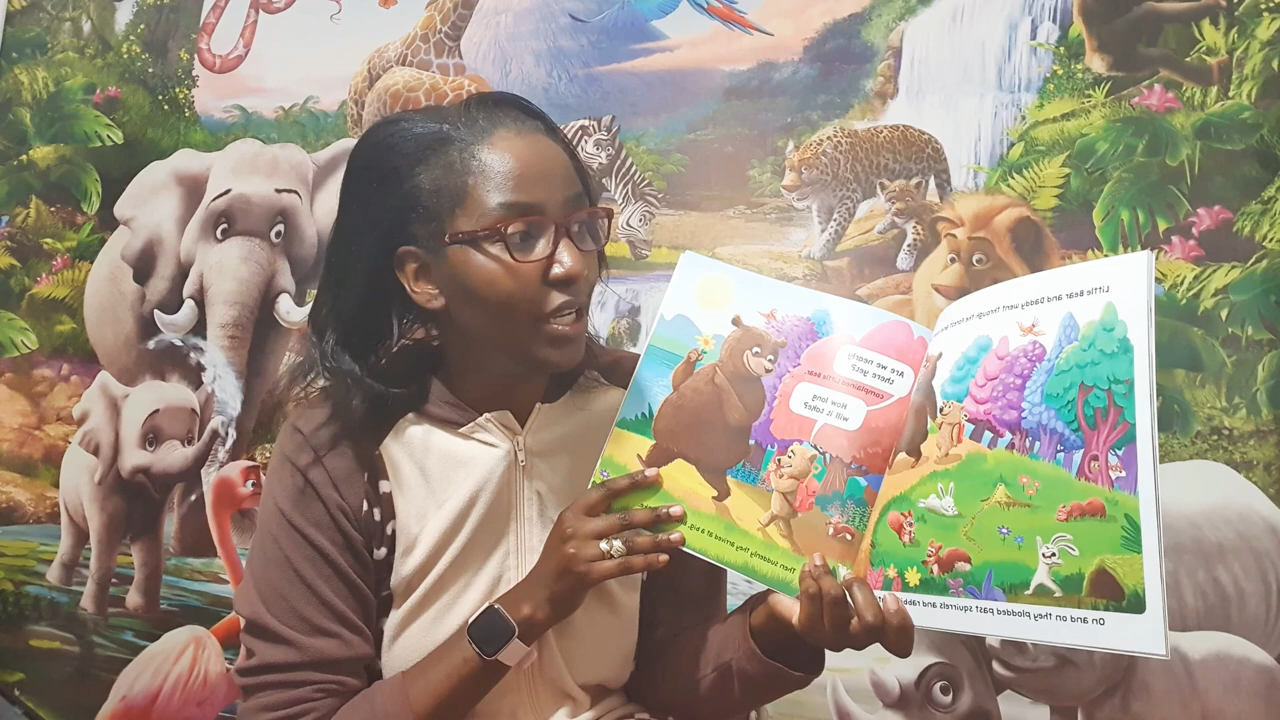 Little Bear and Daddy went through the forest
On and on they plodded past squirrels and
Are we nearly
there yet?
complained Little Bear.
How long
will it take?
Then suddenly they arrived at a big,